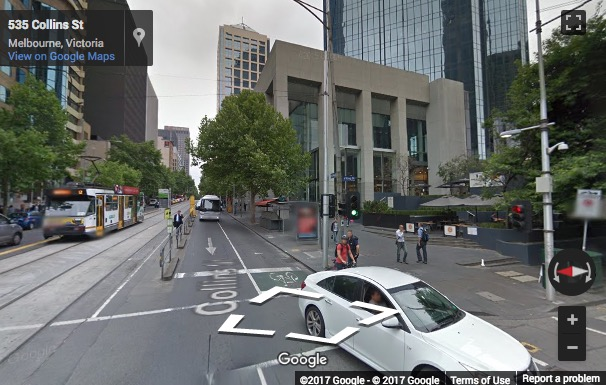 535 Collins St
Melbourne, Victoria
View on Google Maps
Collins
Google
©2017 Google - © 2017 Google
Terms of Use
Report a problem